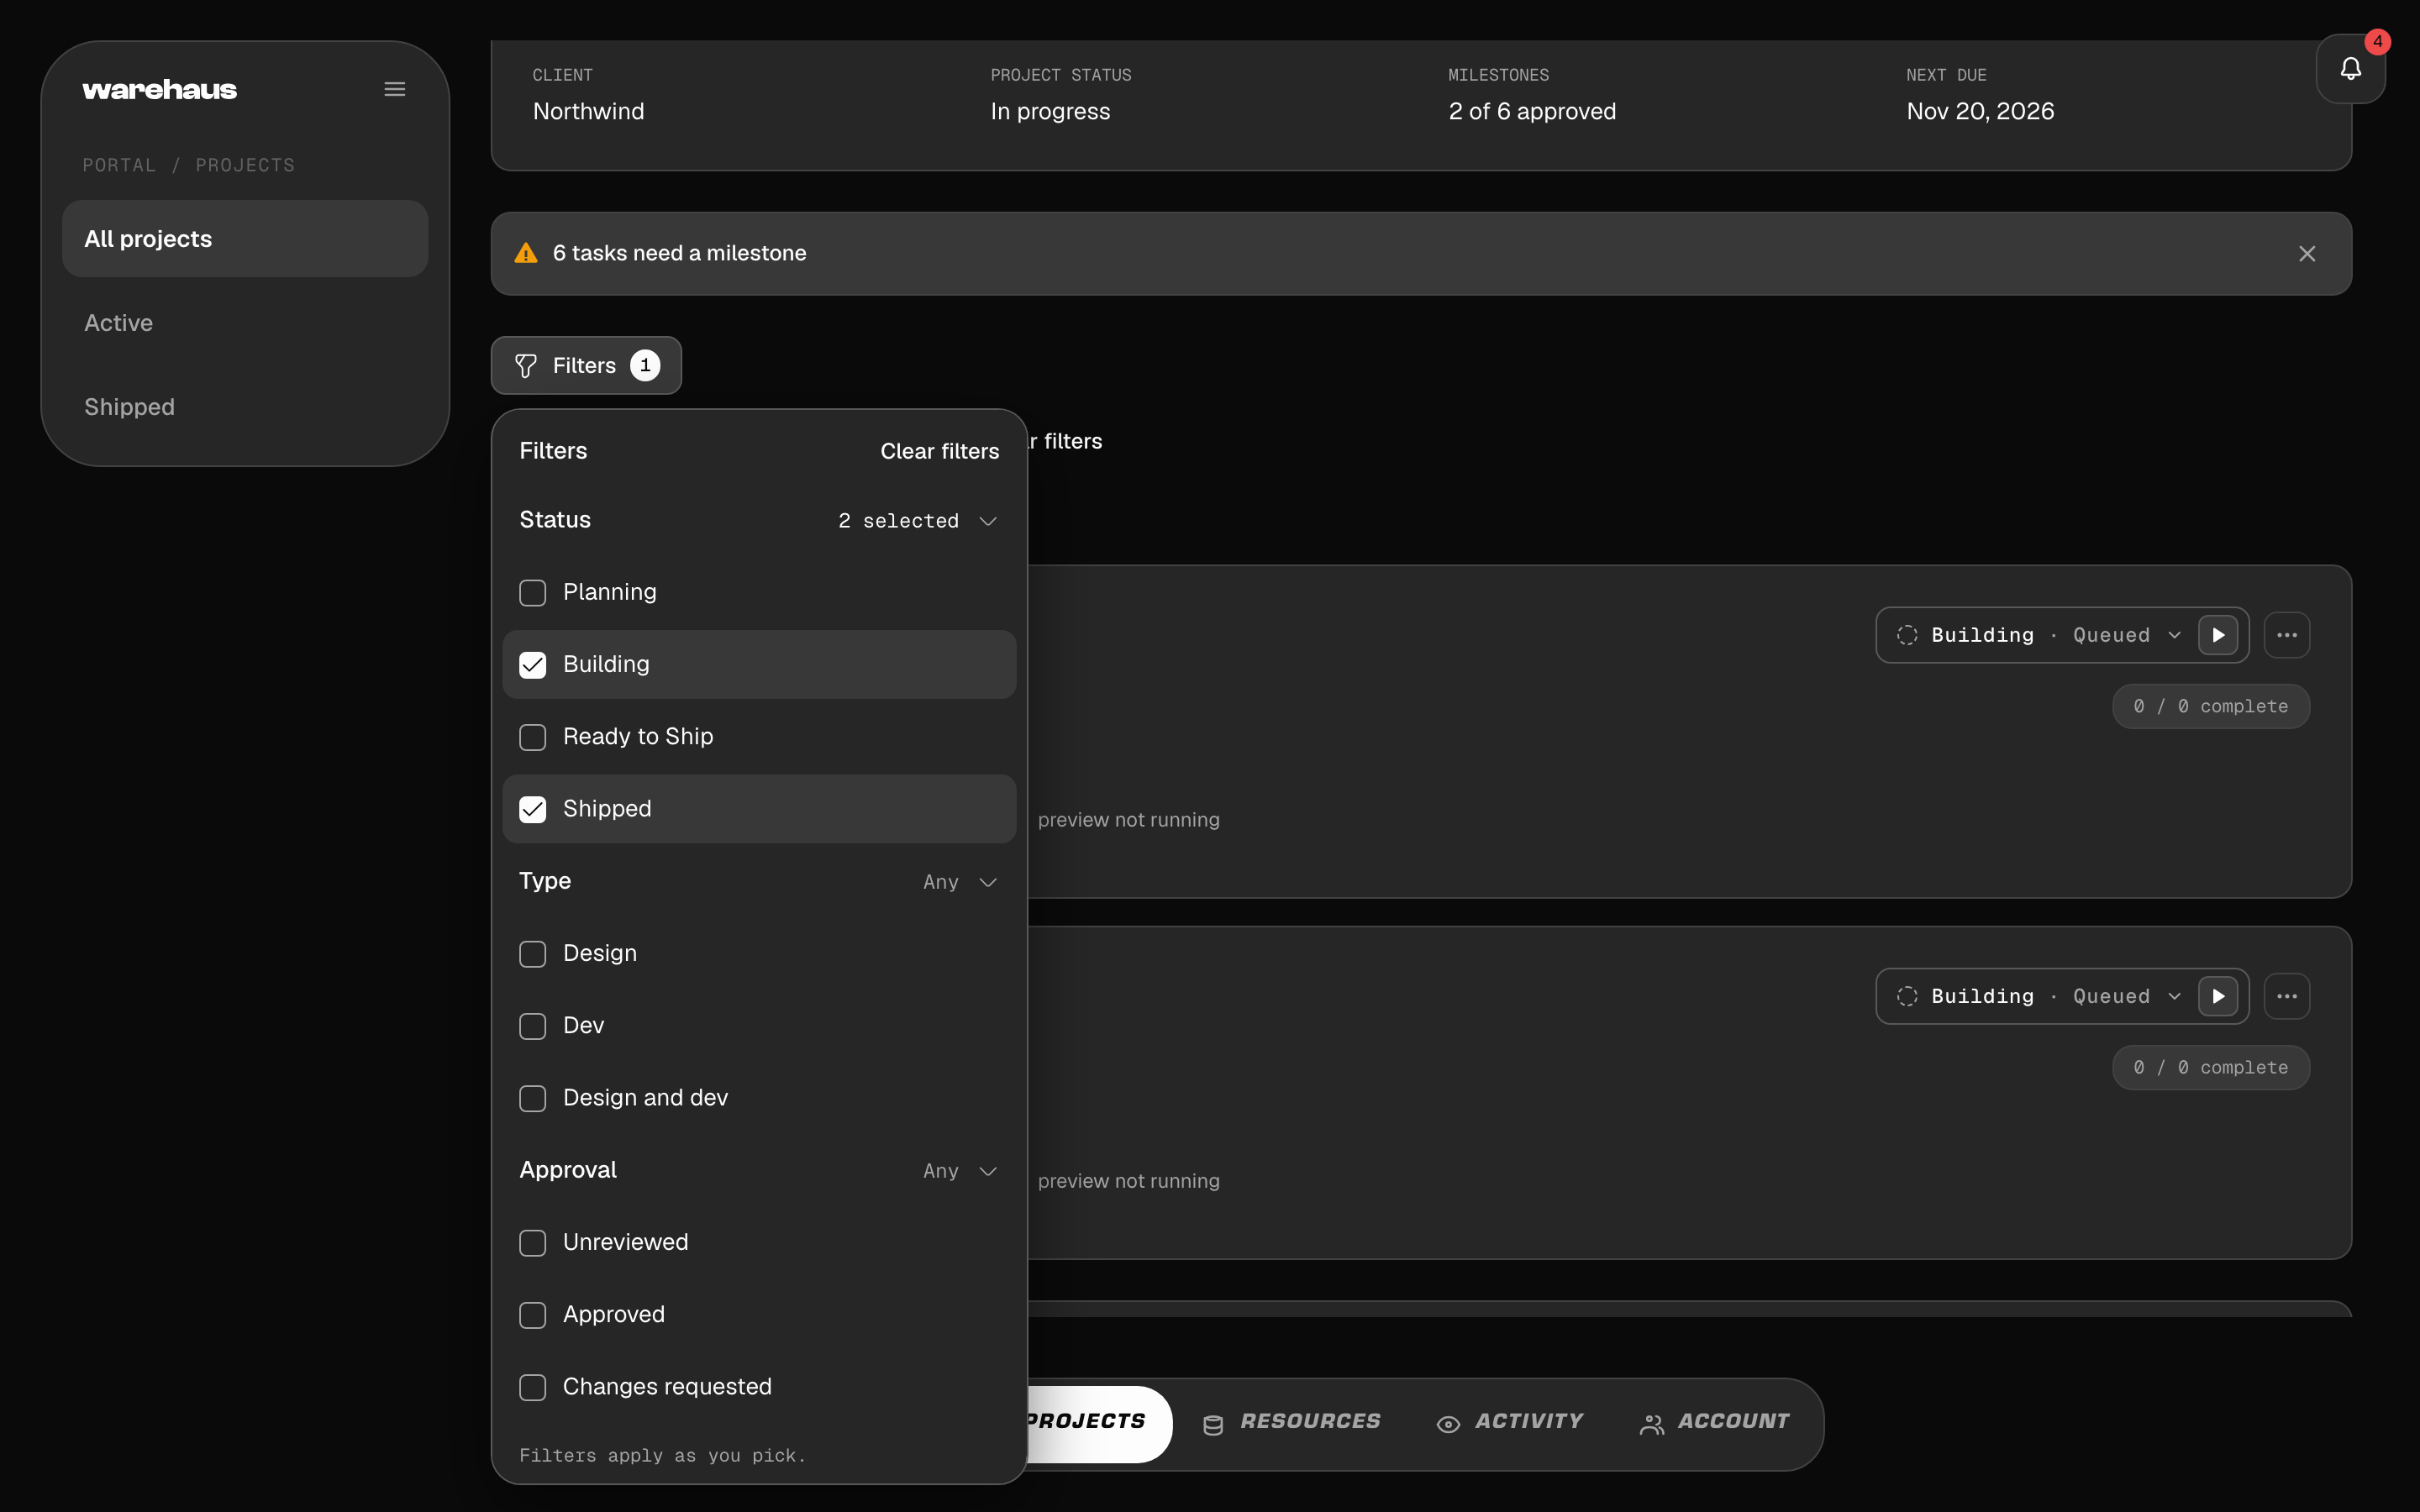 warehaus
PORTAL / PROJECTS
All projects
Active
Shipped
CLIENT
Northwind
PROJECT STATUS
In progress
MILESTONES
2 of 6 approved
NEXT DUE
Nov 20, 2026
4
6 tasks need a milestone
Filters 1
Filters Clear filters
r filters
Status 2 selected
Planning
Building
Ready to Ship
Shipped
Type Any
Design
Dev
Design and dev
Approval Any
Unreviewed
Approved
Changes requested
Filters apply as you pick.
Building · Queued
0 / 0 complete
preview not running
Building · Queued
0 / 0 complete
preview not running
PROJECTS RESOURCES ACTIVITY ACCOUNT